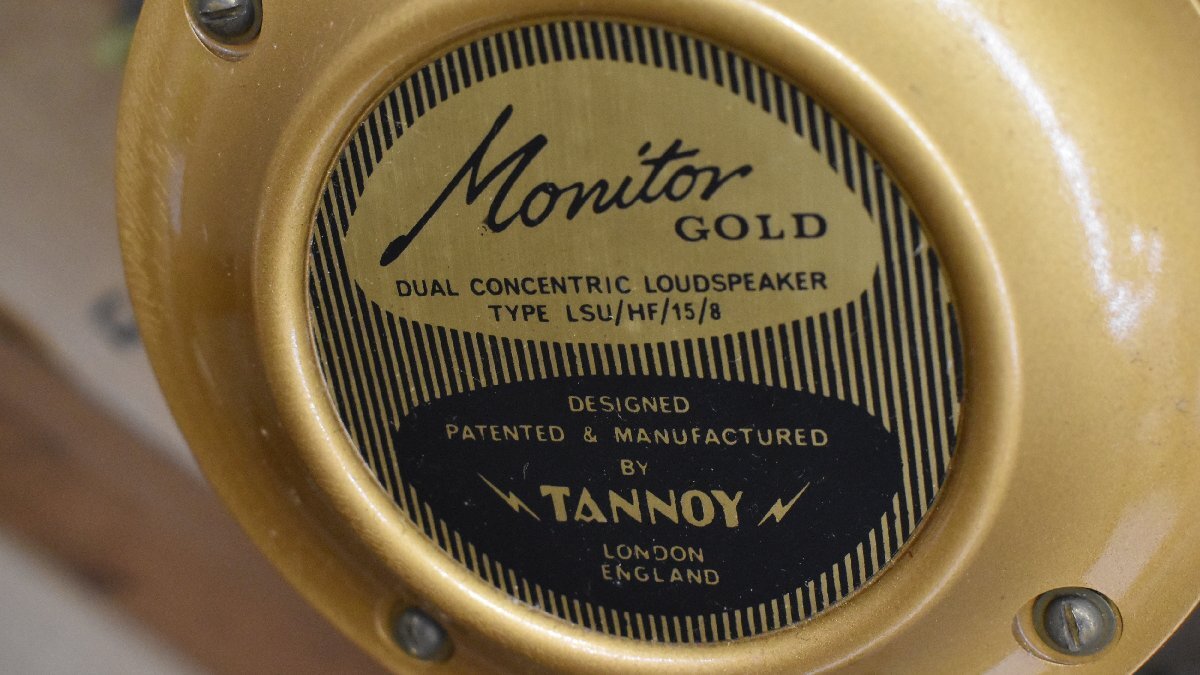 Monitor
GOLD
DUAL CONCENTRIC LOUDSPEAKER
TYPE LSU/HF/15/8
DESIGNED
PATENTED & MANUFACTURED
BY
TANNOY
LONDON
ENGLAND